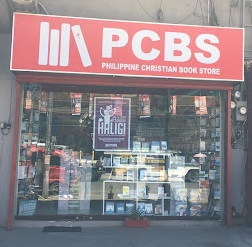 PCBS
PHILIPPINE CHRISTIAN BOOK STORE
HALIGI